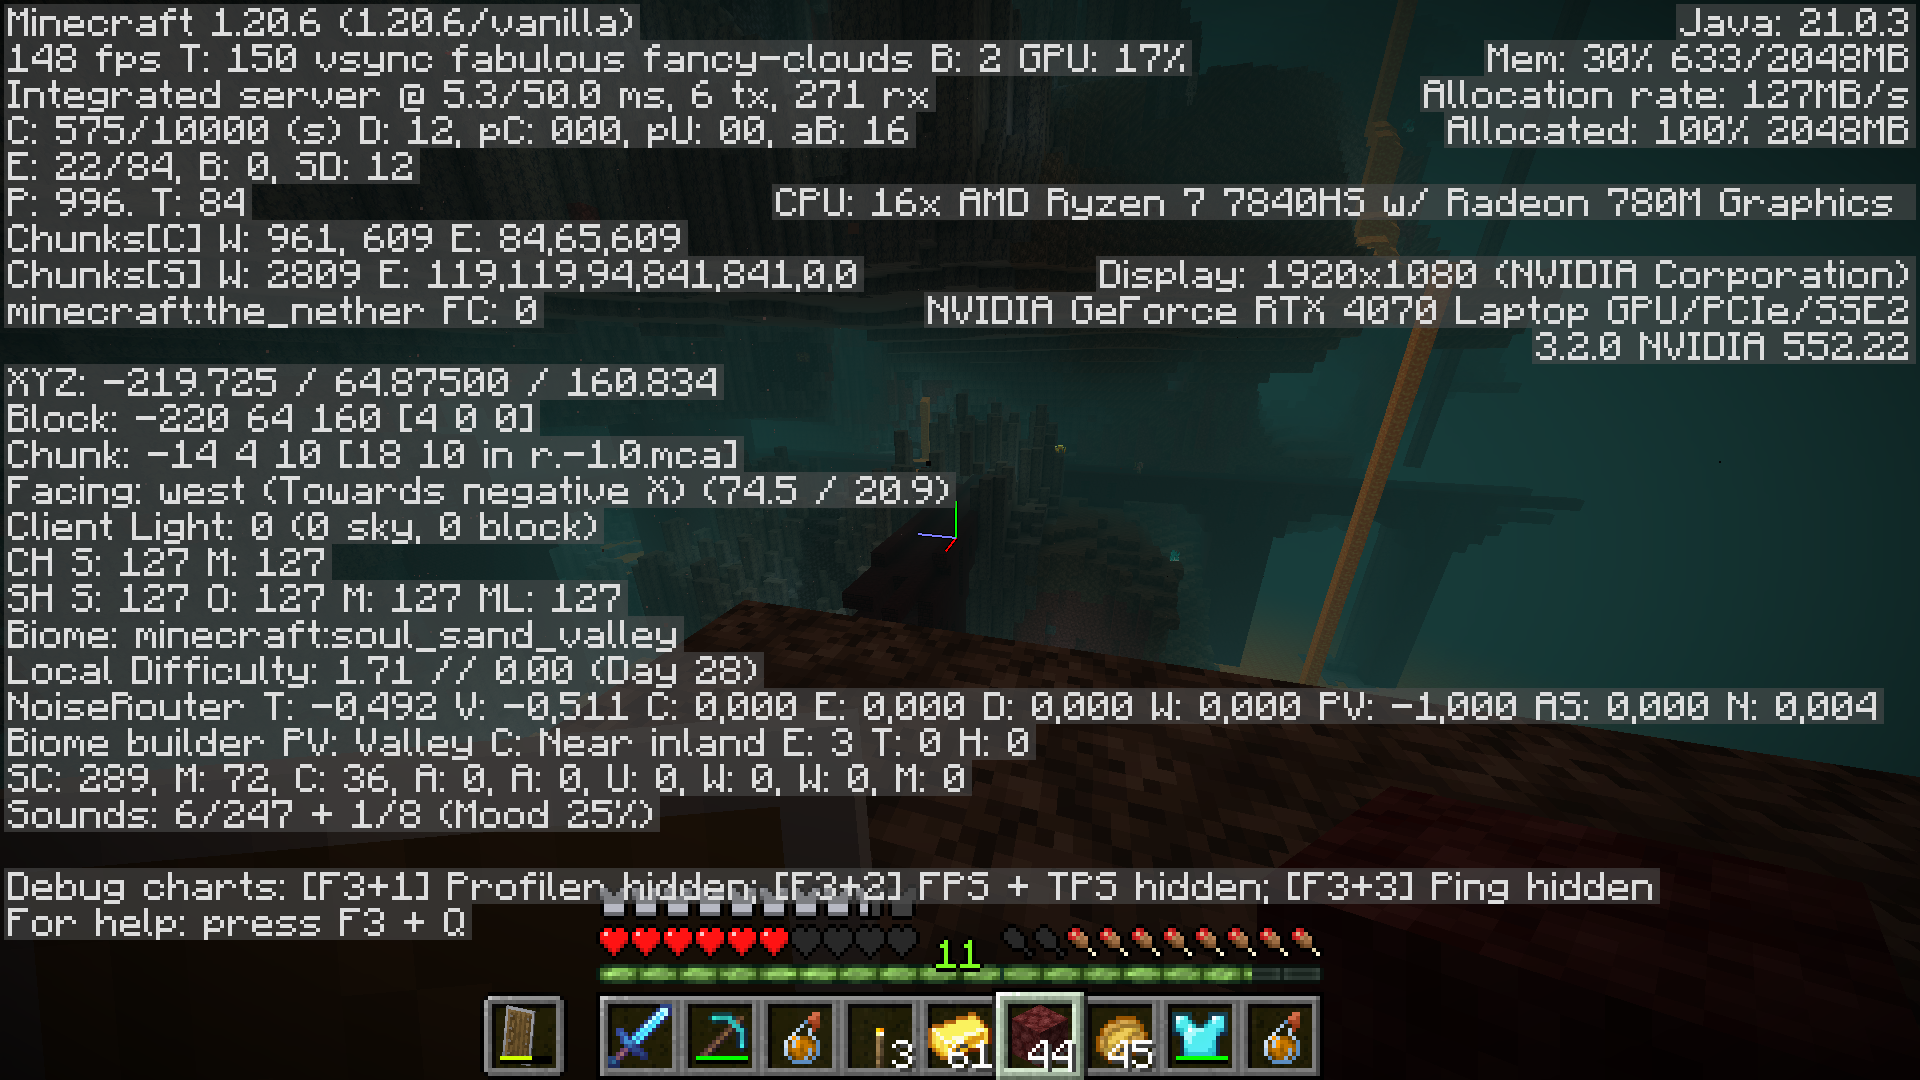 Minecraft 1.20.6 (1.20.6/vanilla)
148 fps T: 150 vsync fabulous fancy-clouds B: 2 GPU: 17%
Integrated server @ 5.3/50.0 ms, 6 tx, 271 rx
C: 575/10000 (s) D: 12, pC: 000, pU: 00, aB: 16
E: 22/84, B: 0, SD: 12
P: 996. T: 84
Chunks[C] W: 961, 609 E: 84,65,609
Chunks[S] W: 2809 E: 119,119,94,841,841,0,0
minecraft:the_nether FC: 0
XYZ: -219.725 / 64.87500 / 160.834
Block: -220 64 160 [4 0 0]
Chunk: -14 4 10 [18 10 in r.-1.0.mca]
Facing: west (Towards negative X) (74.5 / 20.9)
Client Light: 0 (0 sky, 0 block)
CH S: 127 M: 127
SH S: 127 O: 127 M: 127 ML: 127
Biome: minecraft:soul_sand_valley
Local Difficulty: 1.71 // 0.00 (Day 28)
NoiseRouter T: -0,492 V: -0,511 C: 0,000 E: 0,000 D: 0,000 W: 0,000 PV: -1,000 AS: 0,000 N: 0,004
Biome builder PV: Valley C: Near inland E: 3 T: 0 H: 0
SC: 289, M: 72, C: 36, A: 0, A: 0, U: 0, W: 0, W: 0, M: 0
Sounds: 6/247 + 1/8 (Mood 25%)
Debug charts: [F3+1] Profiler hidden; [F3+2] FPS + TPS hidden; [F3+3] Ping hidden
For help: press F3 + Q
Java: 21.0.3
Mem: 30% 633/2048MB
Allocation rate: 127MB/s
Allocated: 100% 2048MB
CPU: 16x AMD Ryzen 7 7840HS w/ Radeon 780M Graphics
Display: 1920x1080 (NVIDIA Corporation)
NVIDIA GeForce RTX 4070 Laptop GPU/PCIe/SSE2
3.2.0 NVIDIA 552.22
11
3
61
44
45